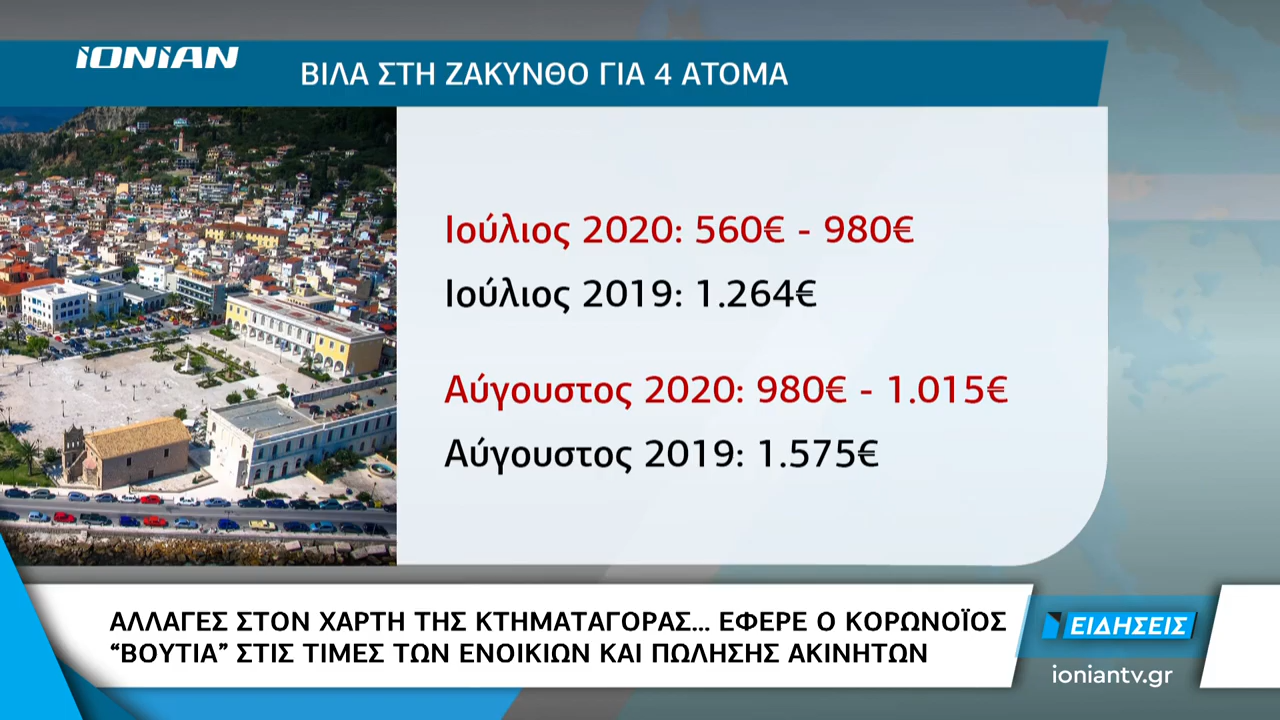 iONiAN
ΒΙΛΑ ΣΤΗ ΖΑΚΥΝΘΟ ΓΙΑ 4 ΑΤΟΜΑ
Ιούλιος 2020: 560€ - 980€
Ιούλιος 2019: 1.264€
Αύγουστος 2020: 980€ - 1.015€
Αύγουστος 2019: 1.575€
ΑΛΛΑΓΕΣ ΣΤΟΝ ΧΑΡΤΗ ΤΗΣ ΚΤΗΜΑΤΑΓΟΡΑΣ... ΕΦΕΡΕ Ο ΚΟΡΩΝΟΪΟΣ
“ΒΟΥΤΙΑ” ΣΤΙΣ ΤΙΜΕΣ ΤΩΝ ΕΝΟΙΚΙΩΝ ΚΑΙ ΠΩΛΗΣΗΣ ΑΚΙΝΗΤΩΝ
ΕΙΔΗΣΕΙΣ
ioniantv.gr